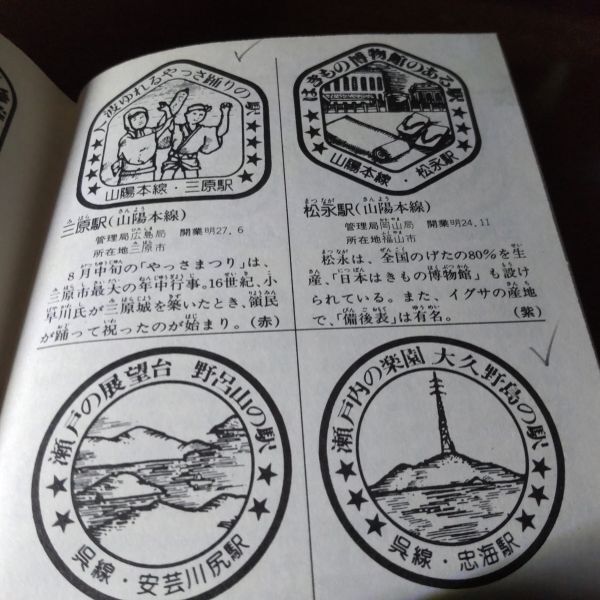 人波ゆれるやっさ踊りの駅
山陽本線・三原駅
三原駅(山陽本線)
管理局広島局 開業明27.6
所在地三原市
8月中旬の「やっさまつり」は、
三原市最大の年中行事。16世紀、小
早川氏が三原城を築いたとき、領民
が踊って祝ったのが始まり。(赤)
はきもの博物館のある駅
山陽本線・松永駅
松永駅(山陽本線)
管理局岡山局 開業明24.11
所在地福山市
松永は、全国のげたの80%を生
産、「日本はきもの博物館」も設け
られている。また、イグサの産地
で、「備後表」は有名。 (紫)
瀬戸の展望台 野呂山の駅
呉線・安芸川尻駅
瀬戸内の楽園 大久野島の駅
呉線・忠海駅